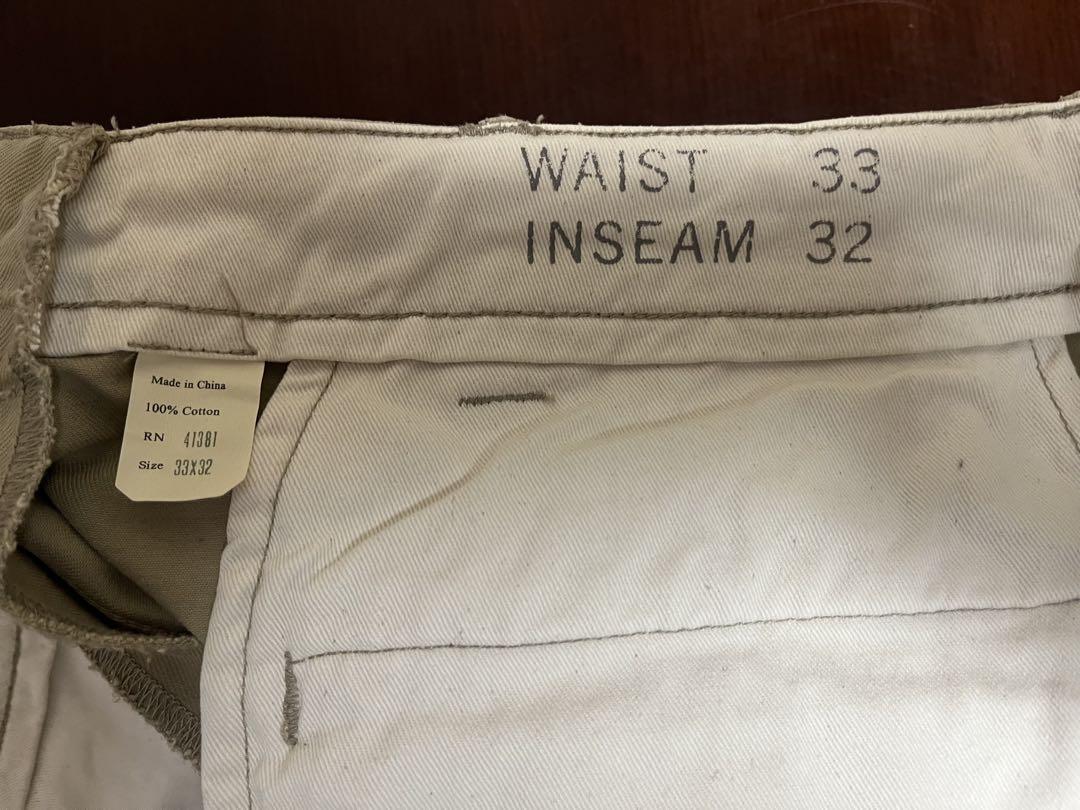 WAIST 33
INSEAM 32
Made in China
100% Cotton
RN 41381
Size 33X32